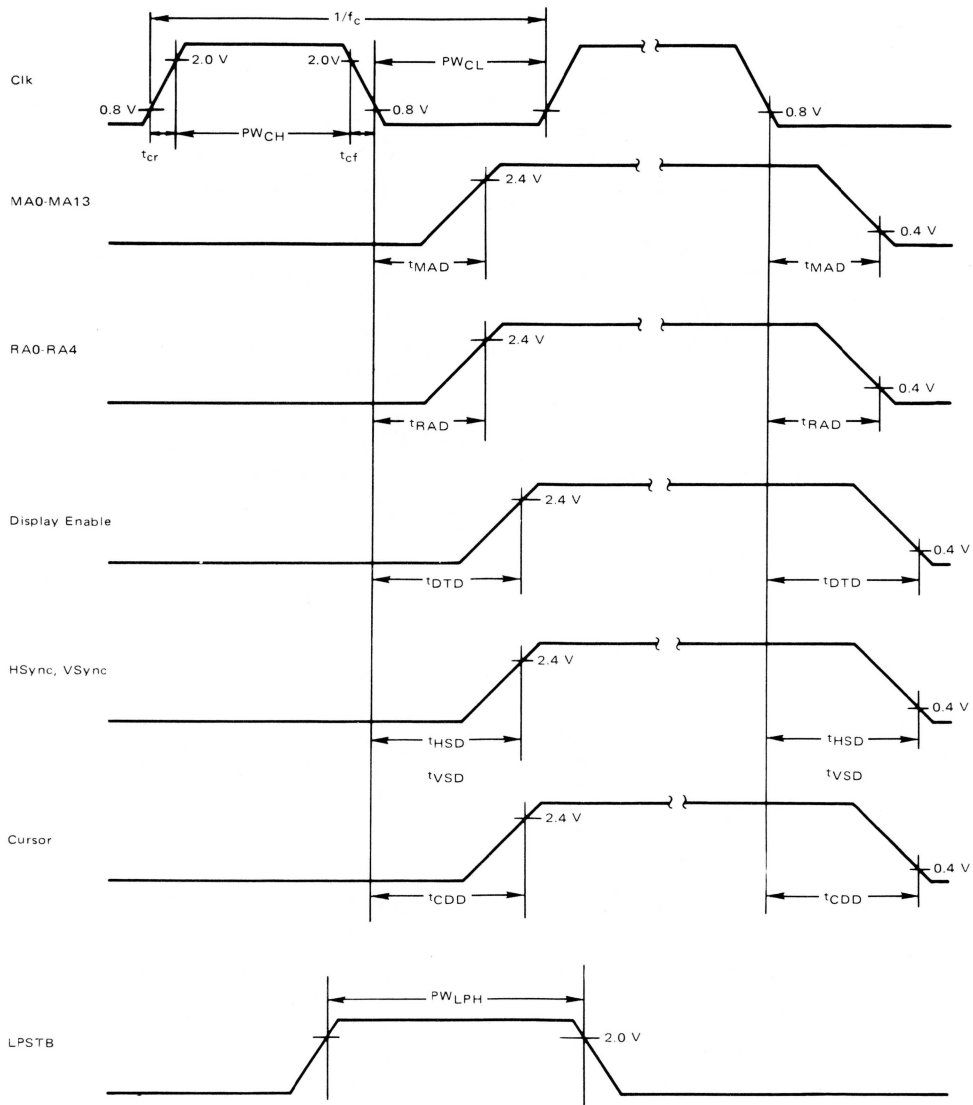 1/fc
Clk
2.0 V
2.0V
PWCL
0.8 V
0.8 V
0.8 V
PWCH
tcr
tcf
MA0-MA13
2.4 V
0.4 V
tMAD
tMAD
RA0-RA4
2.4 V
0.4 V
tRAD
tRAD
Display Enable
2.4 V
0.4 V
tDTD
tDTD
HSync, VSync
2.4 V
0.4 V
tHSD
tHSD
tVSD
tVSD
Cursor
2.4 V
0.4 V
tCDD
tCDD
PWLPH
LPSTB
2.0 V